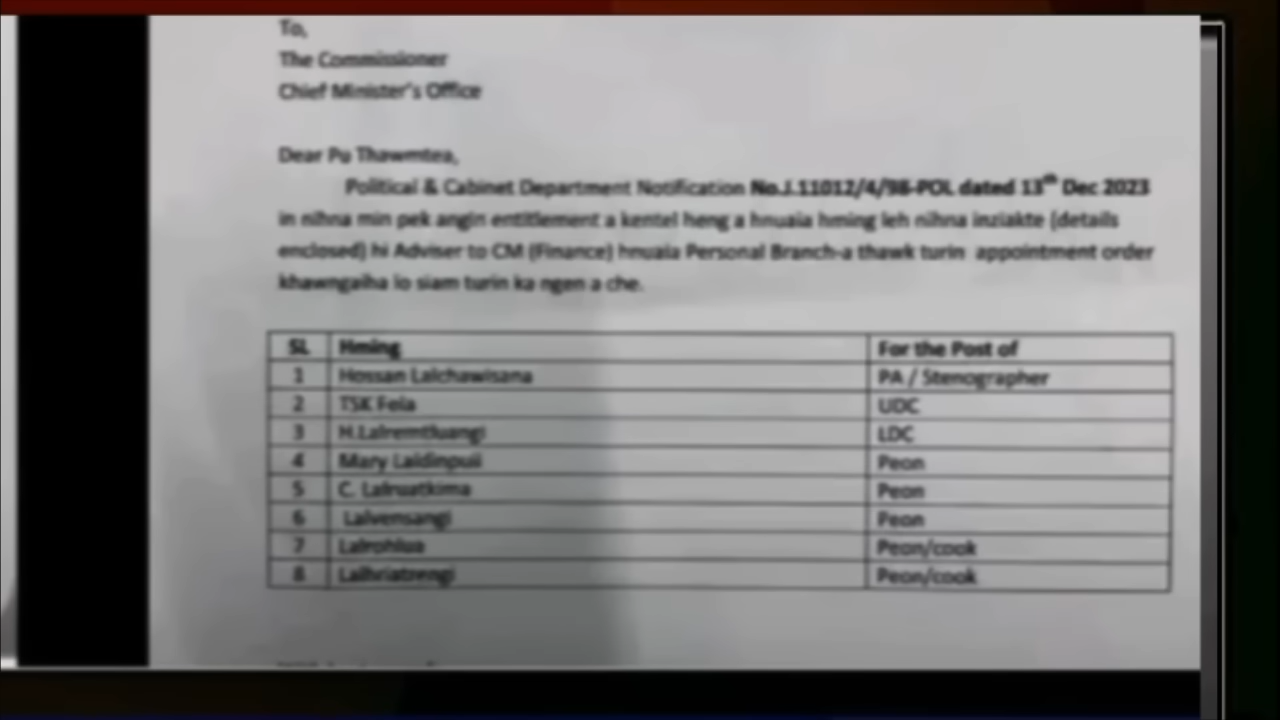 To,
The Commissioner
Chief Minister's Office
Dear Pu Thawmtea,
Political & Cabinet Department Notification No.J.11012/4/98-POL dated 13th Dec 2023
in nihna min pek angin entitlement a kentel heng a hnuaia hming leh nihna inziakte (details
enclosed) hi Adviser to CM (Finance) hnuaia Personal Branch-a thawk turin appointment order
khawngaiha lo siam turin ka ngen a che.
SL Hming For the Post of
1 Hossan Lalchawisana PA / Stenographer
2 TSK Fela UDC
3 H.Lalremtluangi LDC
4 Mary Laldinpuii Peon
5 C. Lalruatkima Peon
6 Lalvensangi Peon
7 Lalrohlua Peon/cook
8 Lalhriatrengi Peon/cook